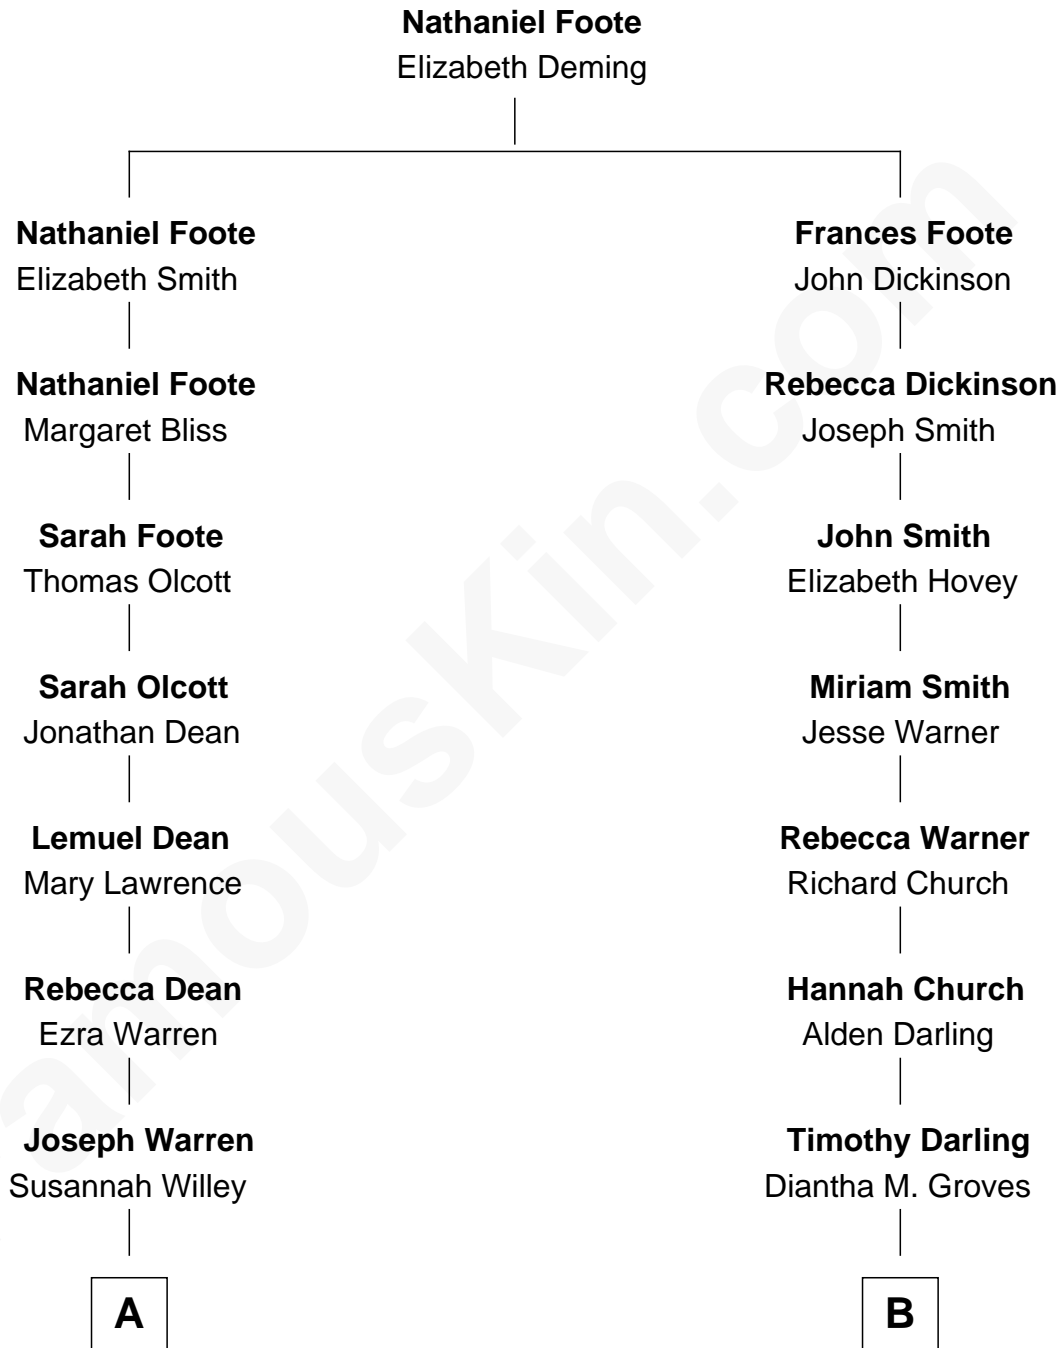 Nathaniel Foote
Elizabeth Deming
Nathaniel Foote
Elizabeth Smith
Frances Foote
John Dickinson
Nathaniel Foote
Margaret Bliss
Rebecca Dickinson
Joseph Smith
Sarah Foote
Thomas Olcott
John Smith
Elizabeth Hovey
Sarah Olcott
Jonathan Dean
Miriam Smith
Jesse Warner
Lemuel Dean
Mary Lawrence
Rebecca Warner
Richard Church
Rebecca Dean
Ezra Warren
Hannah Church
Alden Darling
Joseph Warren
Susannah Willey
Timothy Darling
Diantha M. Groves
A
B
amousKin.com